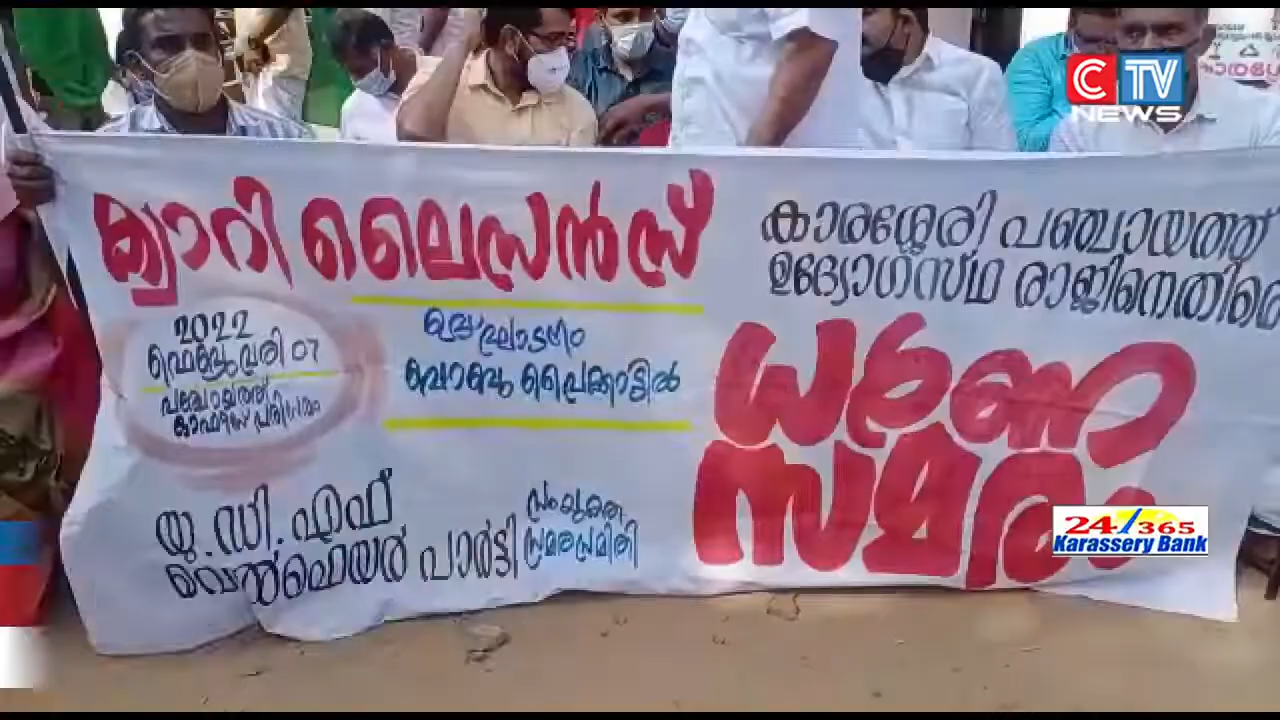 CTV
NEWS
ക്വാറി ലൈസൻസ്
കാരശ്ശേരി പഞ്ചായത്ത്
ഉദ്യോഗസ്ഥ രാജിനെതിരെ
2022
ഫെബ്രുവരി 07
പഞ്ചായത്ത്
ഓഫീസ് പരിസരം
ഉദ്ഘാടനം
ബാബു പൈക്കാട്ടിൽ
ധർണ്ണ
സമരം
യു.ഡി.എഫ്
വെൽഫെയർ പാർട്ടി
സംയുക്ത
സമരസമിതി
24/365
Karassery Bank